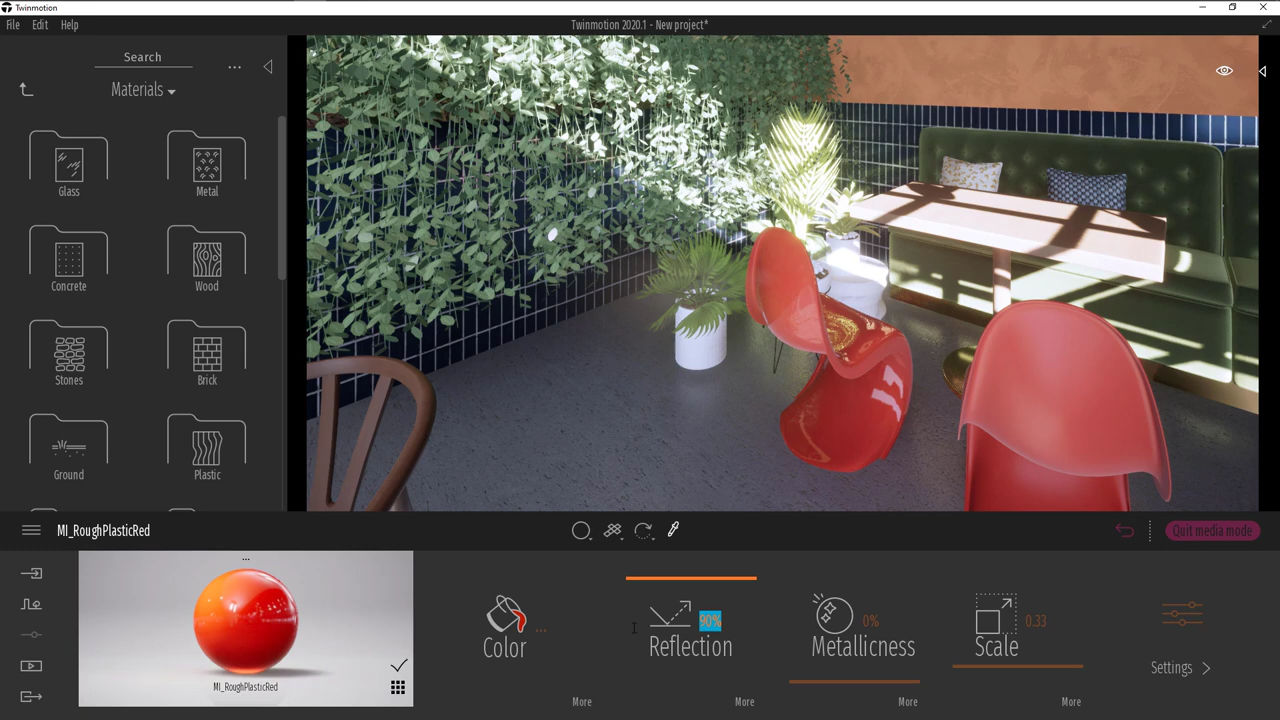 Twinmotion
File Edit Help
Twinmotion 2020.1 - New project*
Search
...
Materials
Glass
Metal
Concrete
Wood
Stones
Brick
Ground
Plastic
MI_RoughPlasticRed
Quit media mode
...
MI_RoughPlasticRed
Color ...
Reflection 90%
Metallicness 0%
Scale 0.33
Settings
More
More
More
More